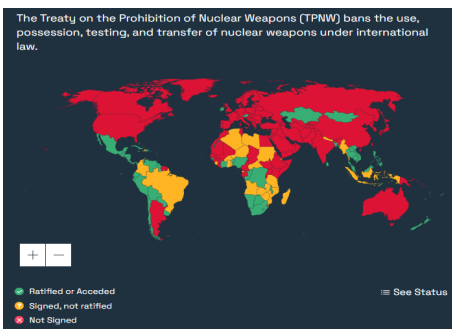 The Treaty on the Prohibition of Nuclear Weapons (TPNW) bans the use,
possession, testing, and transfer of nuclear weapons under international
law.
+ −
Ratified or Acceded
See Status
? Signed, not ratified
Not Signed